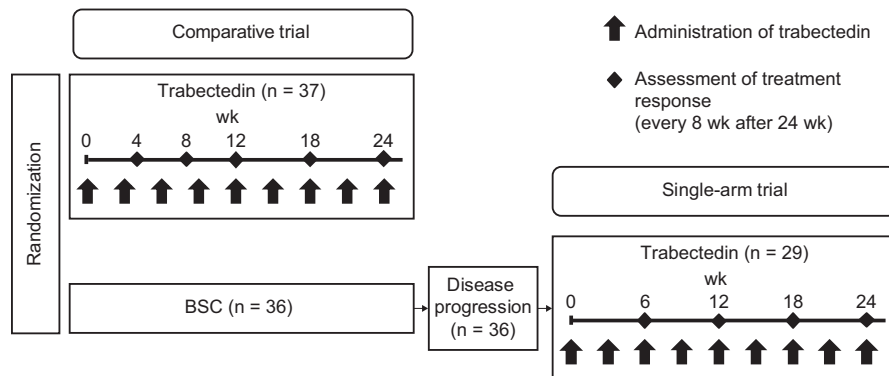 Comparative trial
Randomization
Trabectedin (n = 37)
wk
0 4 8 12 18 24
BSC (n = 36)
Disease
progression
(n = 36)
Administration of trabectedin
Assessment of treatment
response
(every 8 wk after 24 wk)
Single-arm trial
Trabectedin (n = 29)
wk
0 6 12 18 24